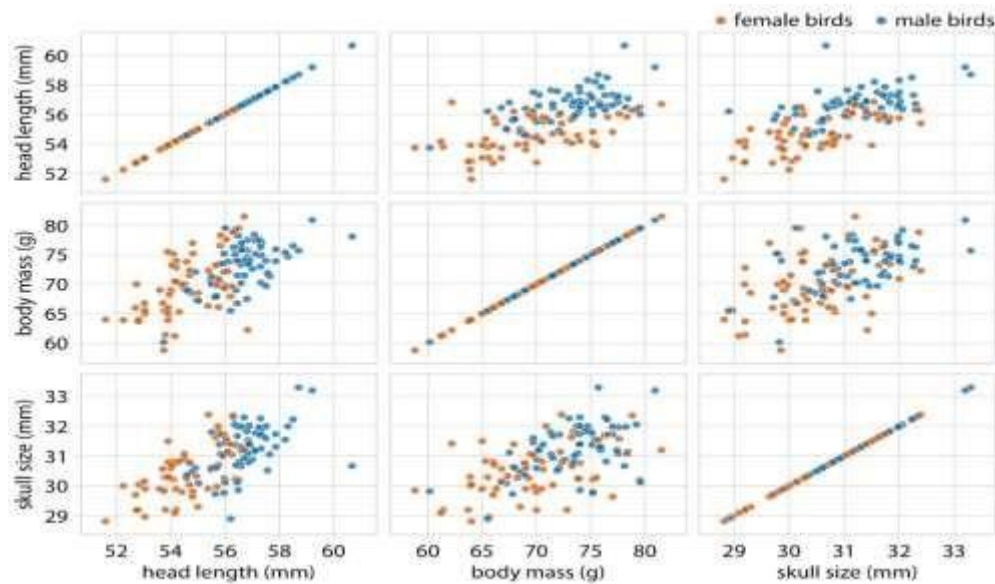 female birds male birds
head length (mm)
60
58
56
54
52
body mass (g)
80
75
70
65
60
skull size (mm)
33
32
31
30
29
52 54 56 58 60 60 65 70 75 80 29 30 31 32 33
head length (mm) body mass (g) skull size (mm)